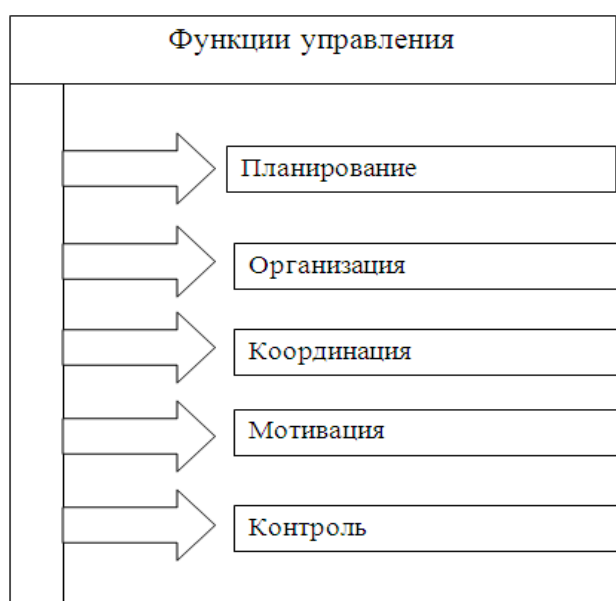 Функции управления
Планирование
Организация
Координация
Мотивация
Контроль